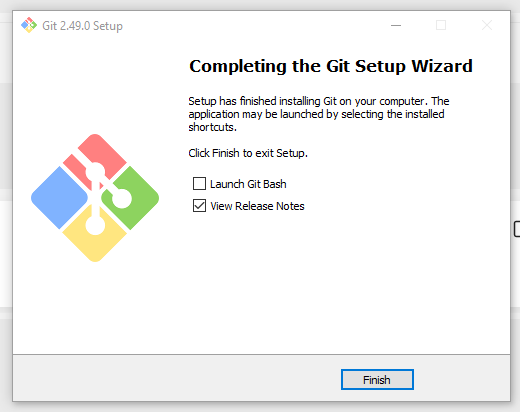 Git 2.49.0 Setup
Completing the Git Setup Wizard
Setup has finished installing Git on your computer. The
application may be launched by selecting the installed
shortcuts.
Click Finish to exit Setup.
Launch Git Bash
View Release Notes
Finish